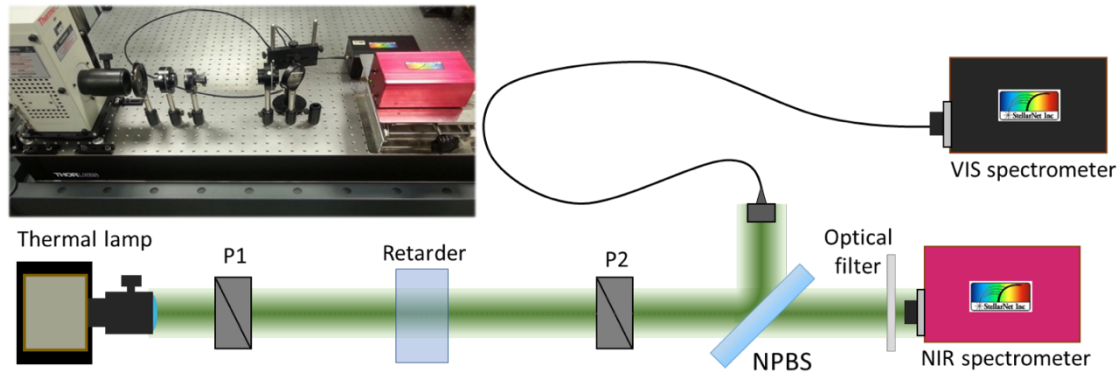 THORLABS
StellarNet Inc
VIS spectrometer
Thermal lamp
P1
Retarder
P2
Optical
filter
NPBS
StellarNet Inc
NIR spectrometer